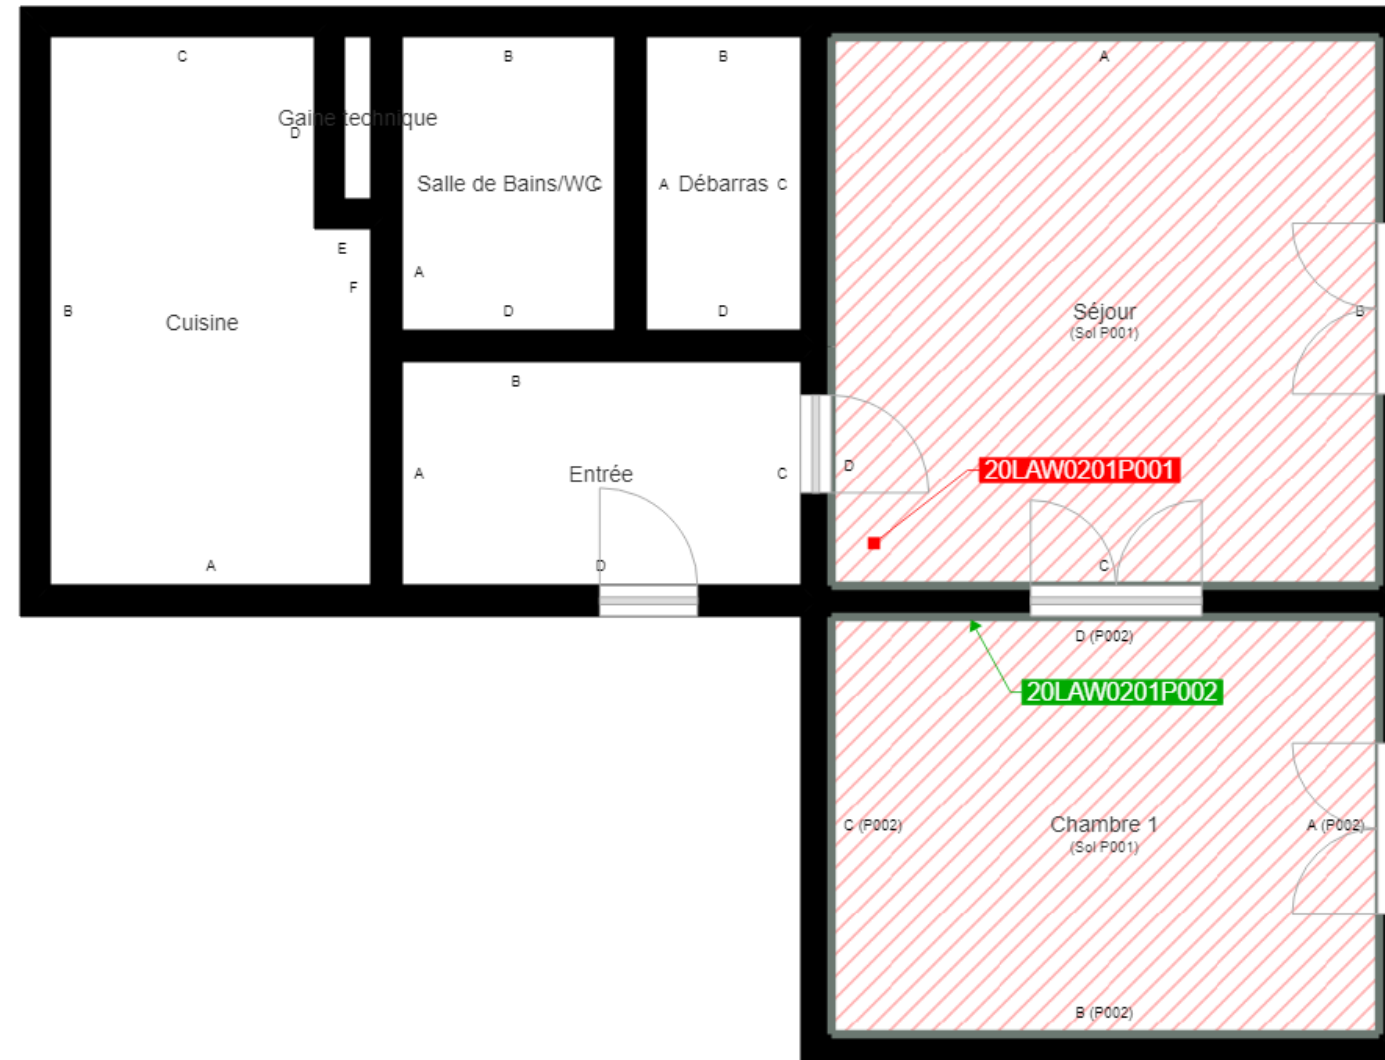 C
B
B
A
Gaine technique
D
Salle de Bains/WC
C
A
Débarras
C
E
A
F
B
Cuisine
D
D
Séjour
(Sol P001)
B
B
A
Entrée
C
D
20LAW0201P001
A
D
C
D (P002)
20LAW0201P002
C (P002)
Chambre 1
(Sol P001)
A (P002)
B (P002)